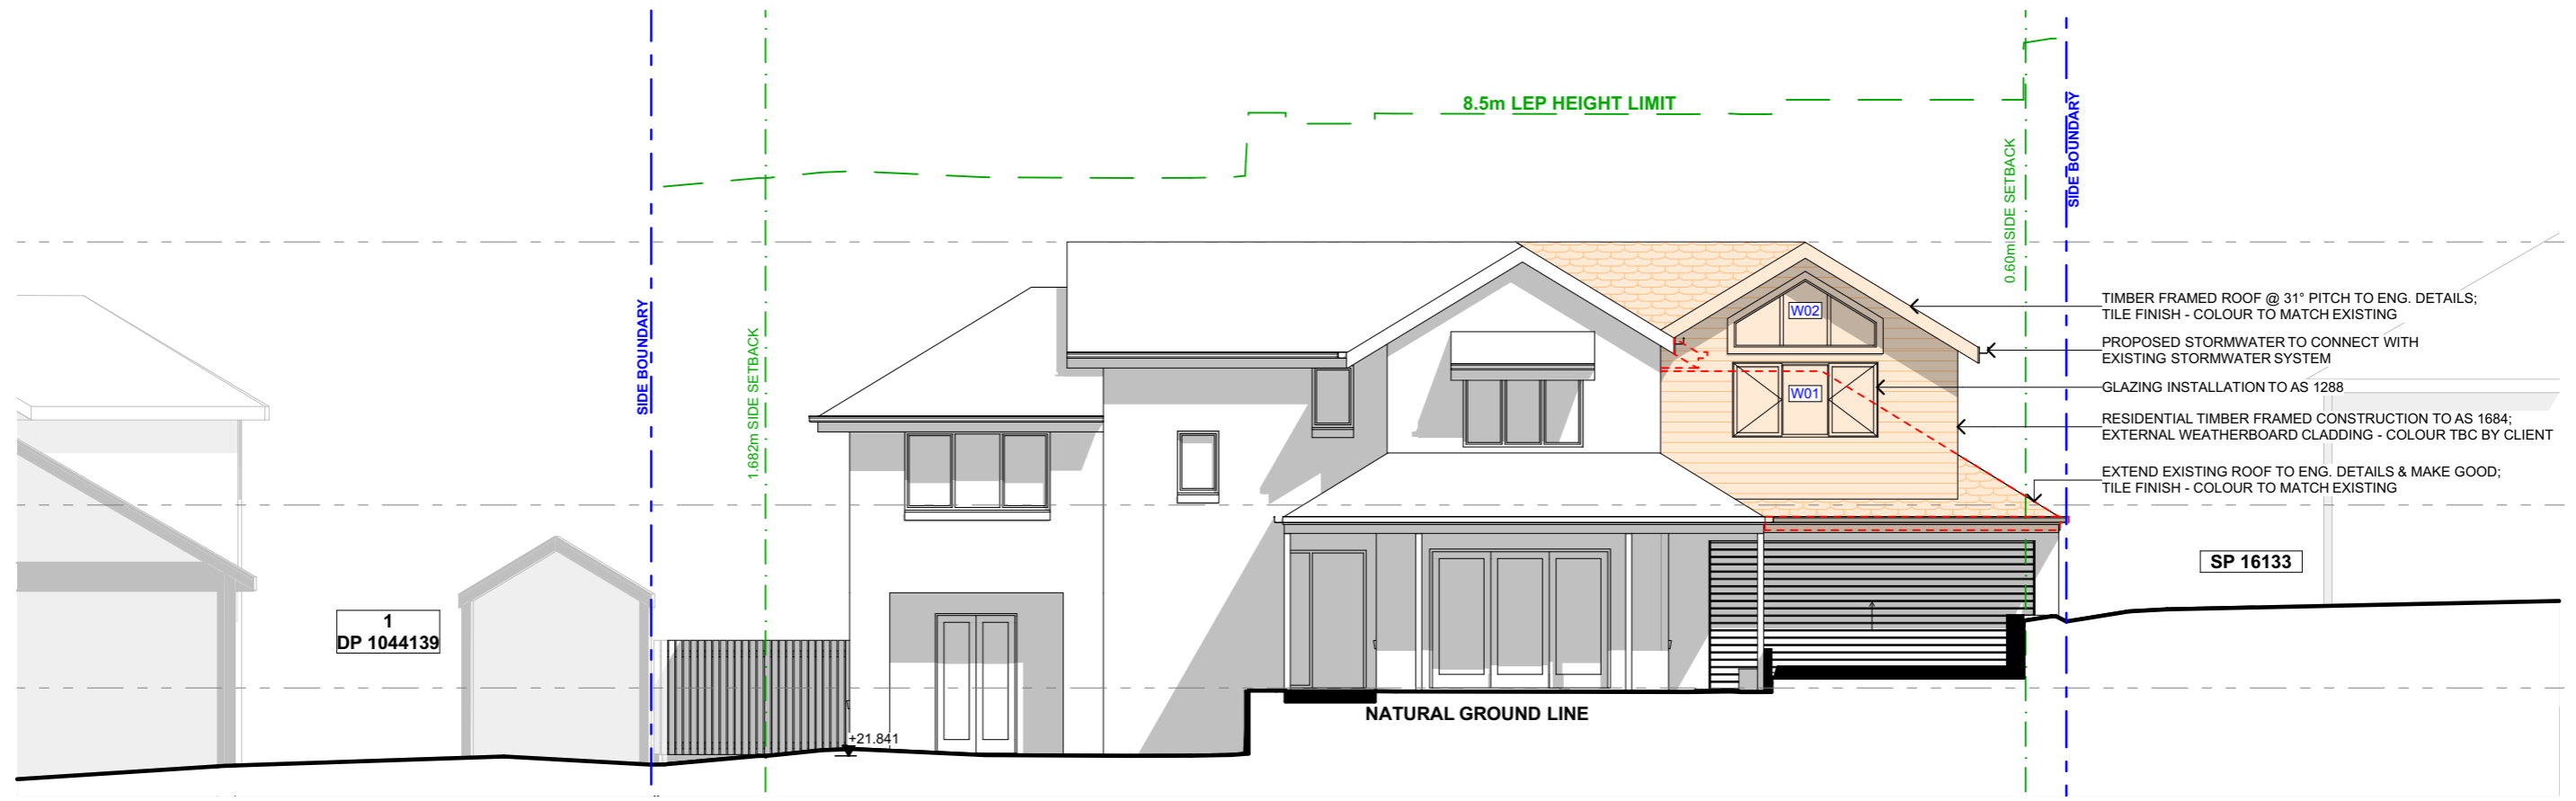 8.5m LEP HEIGHT LIMIT
SIDE BOUNDARY
0.60m SIDE SETBACK
SIDE BOUNDARY
1.682m SIDE SETBACK
W02
W01
TIMBER FRAMED ROOF @ 31° PITCH TO ENG. DETAILS;
TILE FINISH - COLOUR TO MATCH EXISTING
PROPOSED STORMWATER TO CONNECT WITH
EXISTING STORMWATER SYSTEM
GLAZING INSTALLATION TO AS 1288
RESIDENTIAL TIMBER FRAMED CONSTRUCTION TO AS 1684;
EXTERNAL WEATHERBOARD CLADDING - COLOUR TBC BY CLIENT
EXTEND EXISTING ROOF TO ENG. DETAILS & MAKE GOOD;
TILE FINISH - COLOUR TO MATCH EXISTING
SP 16133
1
DP 1044139
NATURAL GROUND LINE
+21.841